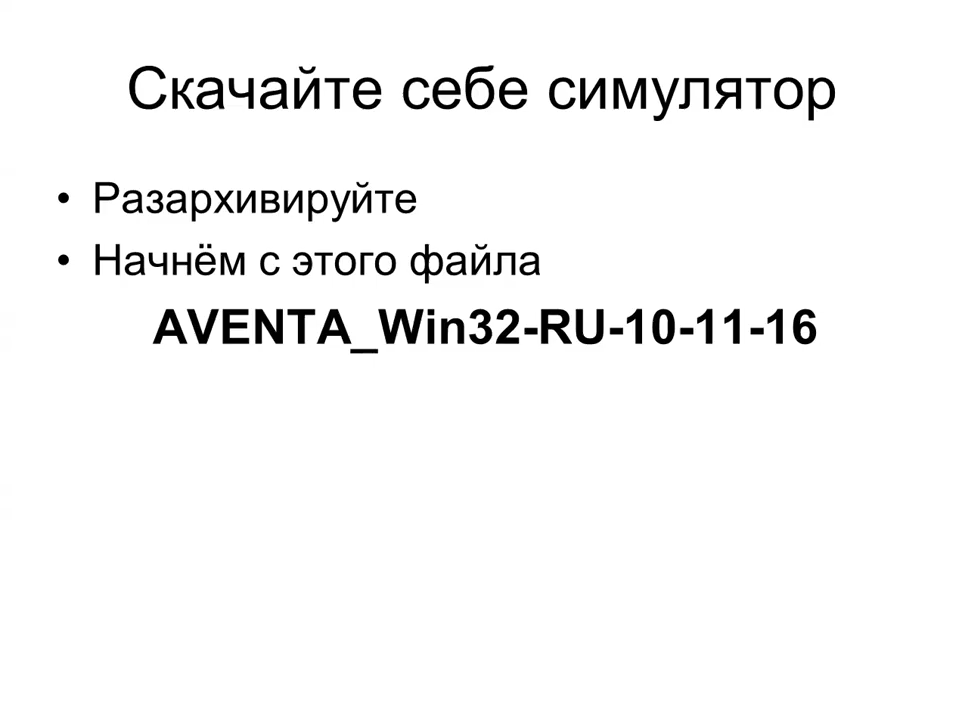 Скачайте себе симулятор
• Разархивируйте
• Начнём с этого файла
AVENTA_Win32-RU-10-11-16